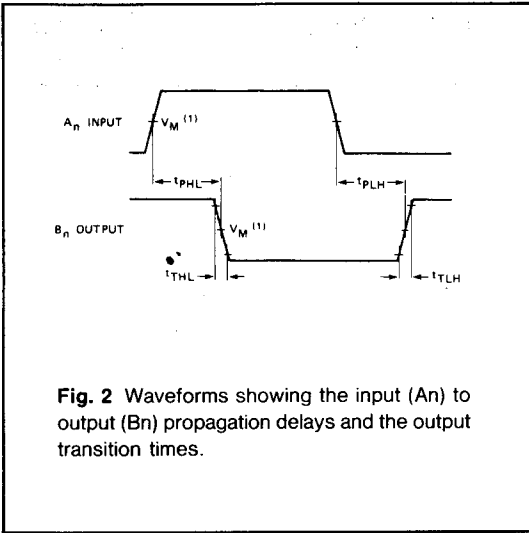 An INPUT
VM (1)
tPHL
tPLH
Bn OUTPUT
VM (1)
tTHL
tTLH
Fig. 2 Waveforms showing the input (An) to
output (Bn) propagation delays and the output
transition times.